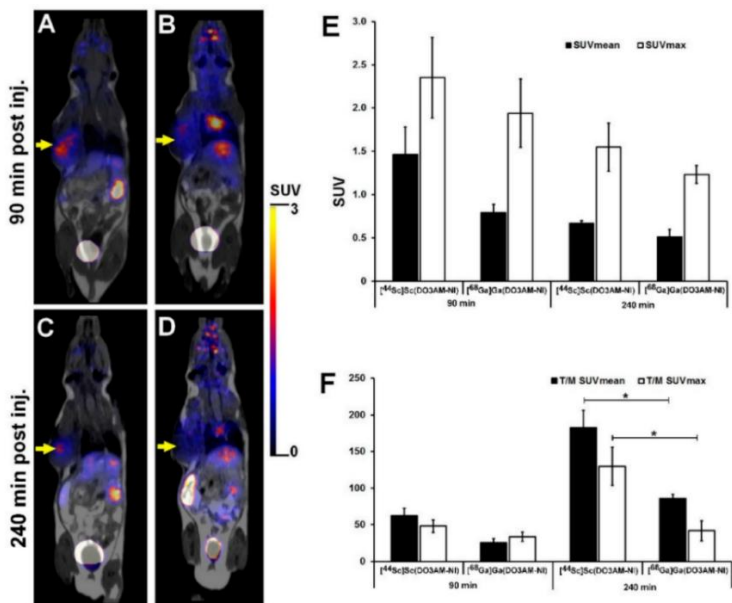 A
B
90 min post inj.
C
D
240 min post inj.
SUV
3
0
E
SUVmean
SUVmax
3.0
2.5
2.0
1.5
1.0
0.5
0.0
SUV
[⁴⁴Sc]Sc(DO3AM-NI)
[⁶⁸Ga]Ga(DO3AM-NI)
[⁴⁴Sc]Sc(DO3AM-NI)
[⁶⁸Ga]Ga(DO3AM-NI)
90 min
240 min
F
T/M SUVmean
T/M SUVmax
250
200
150
100
50
0
*
*
[⁴⁴Sc]Sc(DO3AM-NI)
[⁶⁸Ga]Ga(DO3AM-NI)
[⁴⁴Sc]Sc(DO3AM-NI)
[⁶⁸Ga]Ga(DO3AM-NI)
90 min
240 min